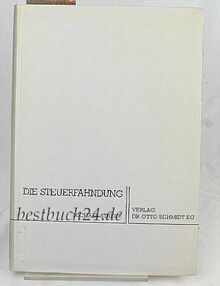 DIE STEUERFAHNDUNG
VERLAG
DR OTTO SCHMIDT KG
bestbuch24.de